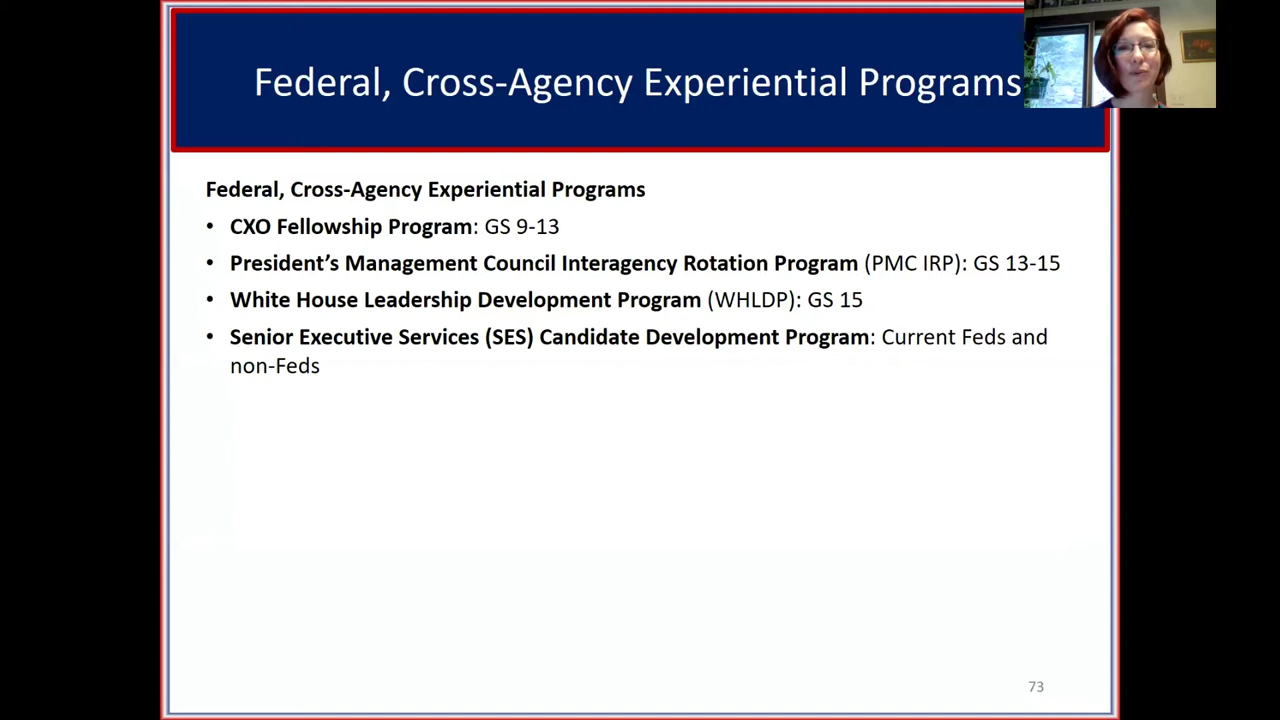 Federal, Cross-Agency Experiential Programs
Federal, Cross-Agency Experiential Programs
• CXO Fellowship Program: GS 9-13
• President’s Management Council Interagency Rotation Program (PMC IRP): GS 13-15
• White House Leadership Development Program (WHLDP): GS 15
• Senior Executive Services (SES) Candidate Development Program: Current Feds and
non-Feds
73